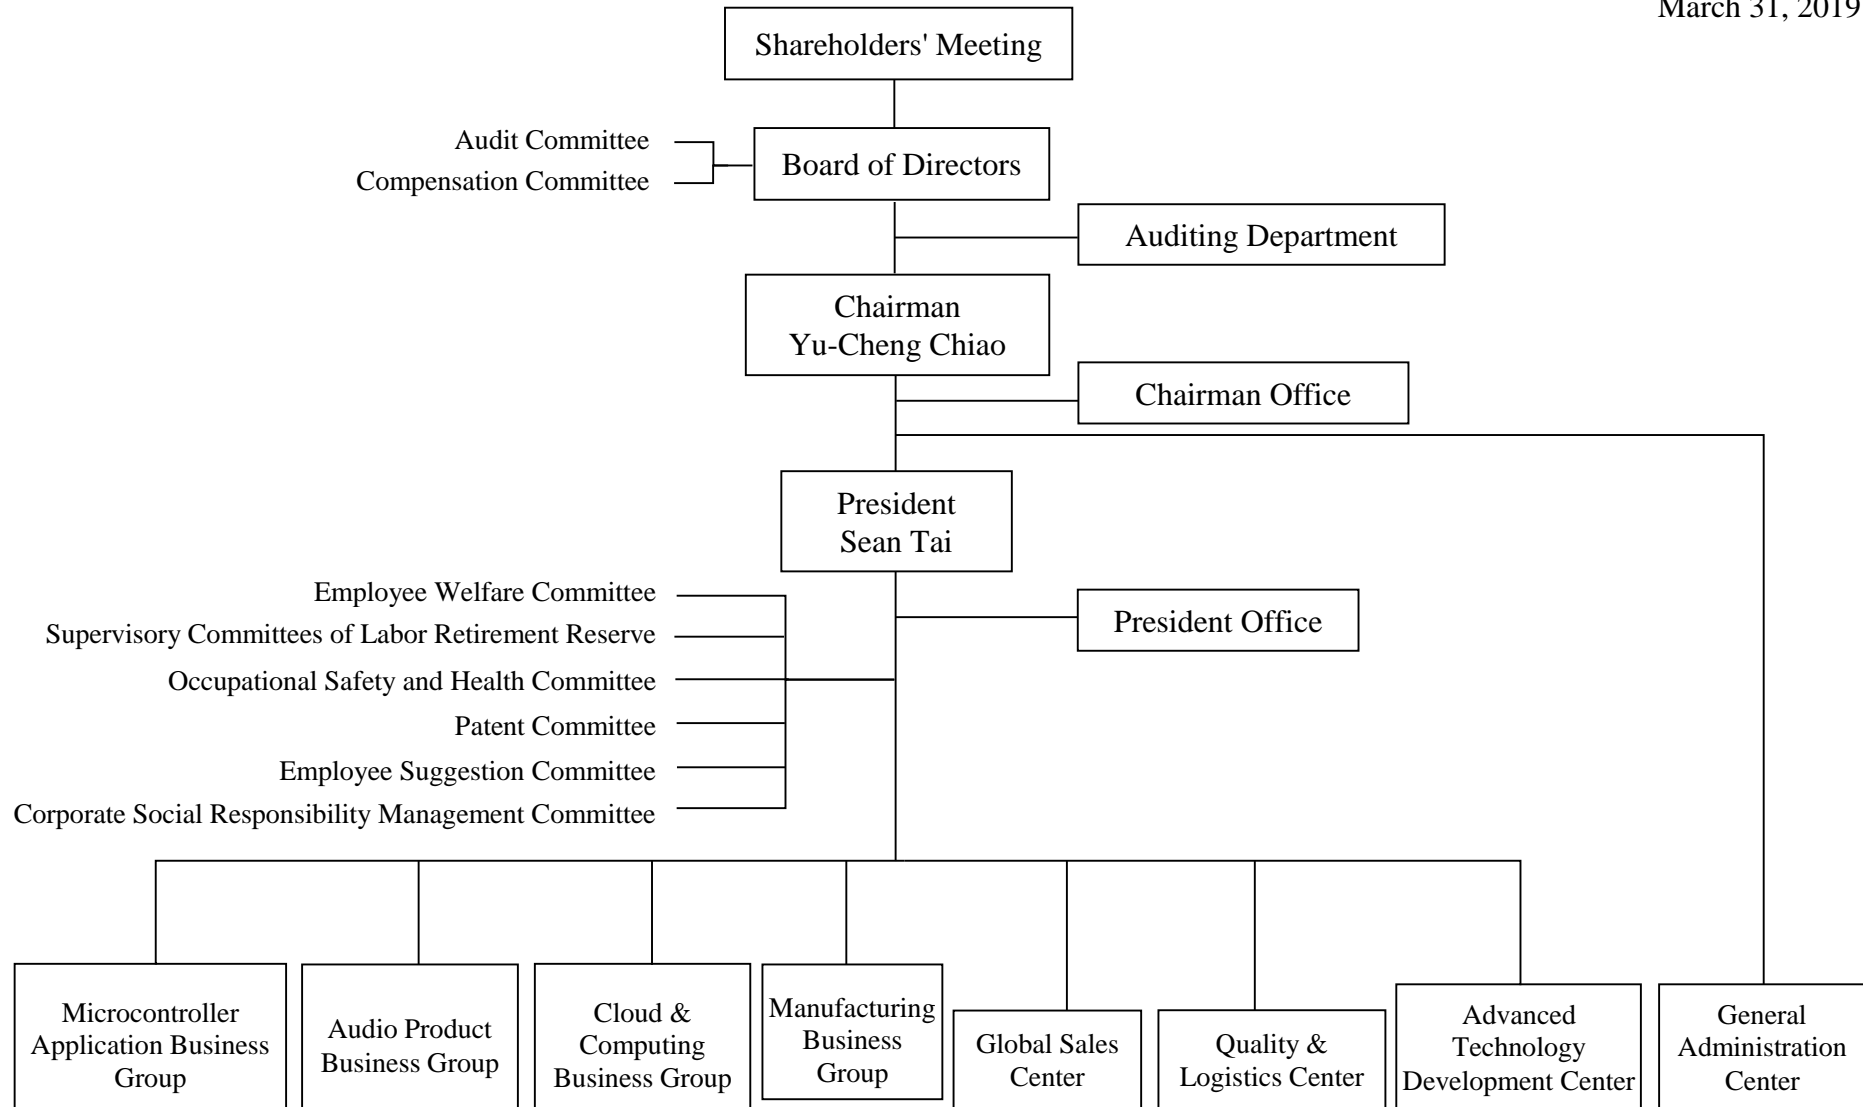 March 31, 2019
Shareholders' Meeting
Audit Committee
Compensation Committee
Board of Directors
Auditing Department
Chairman
Yu-Cheng Chiao
Chairman Office
President
Sean Tai
Employee Welfare Committee
Supervisory Committees of Labor Retirement Reserve
Occupational Safety and Health Committee
Patent Committee
Employee Suggestion Committee
Corporate Social Responsibility Management Committee
President Office
Microcontroller
Application Business
Group
Audio Product
Business Group
Cloud &
Computing
Business Group
Manufacturing
Business
Group
Global Sales
Center
Quality &
Logistics Center
Advanced
Technology
Development Center
General
Administration
Center